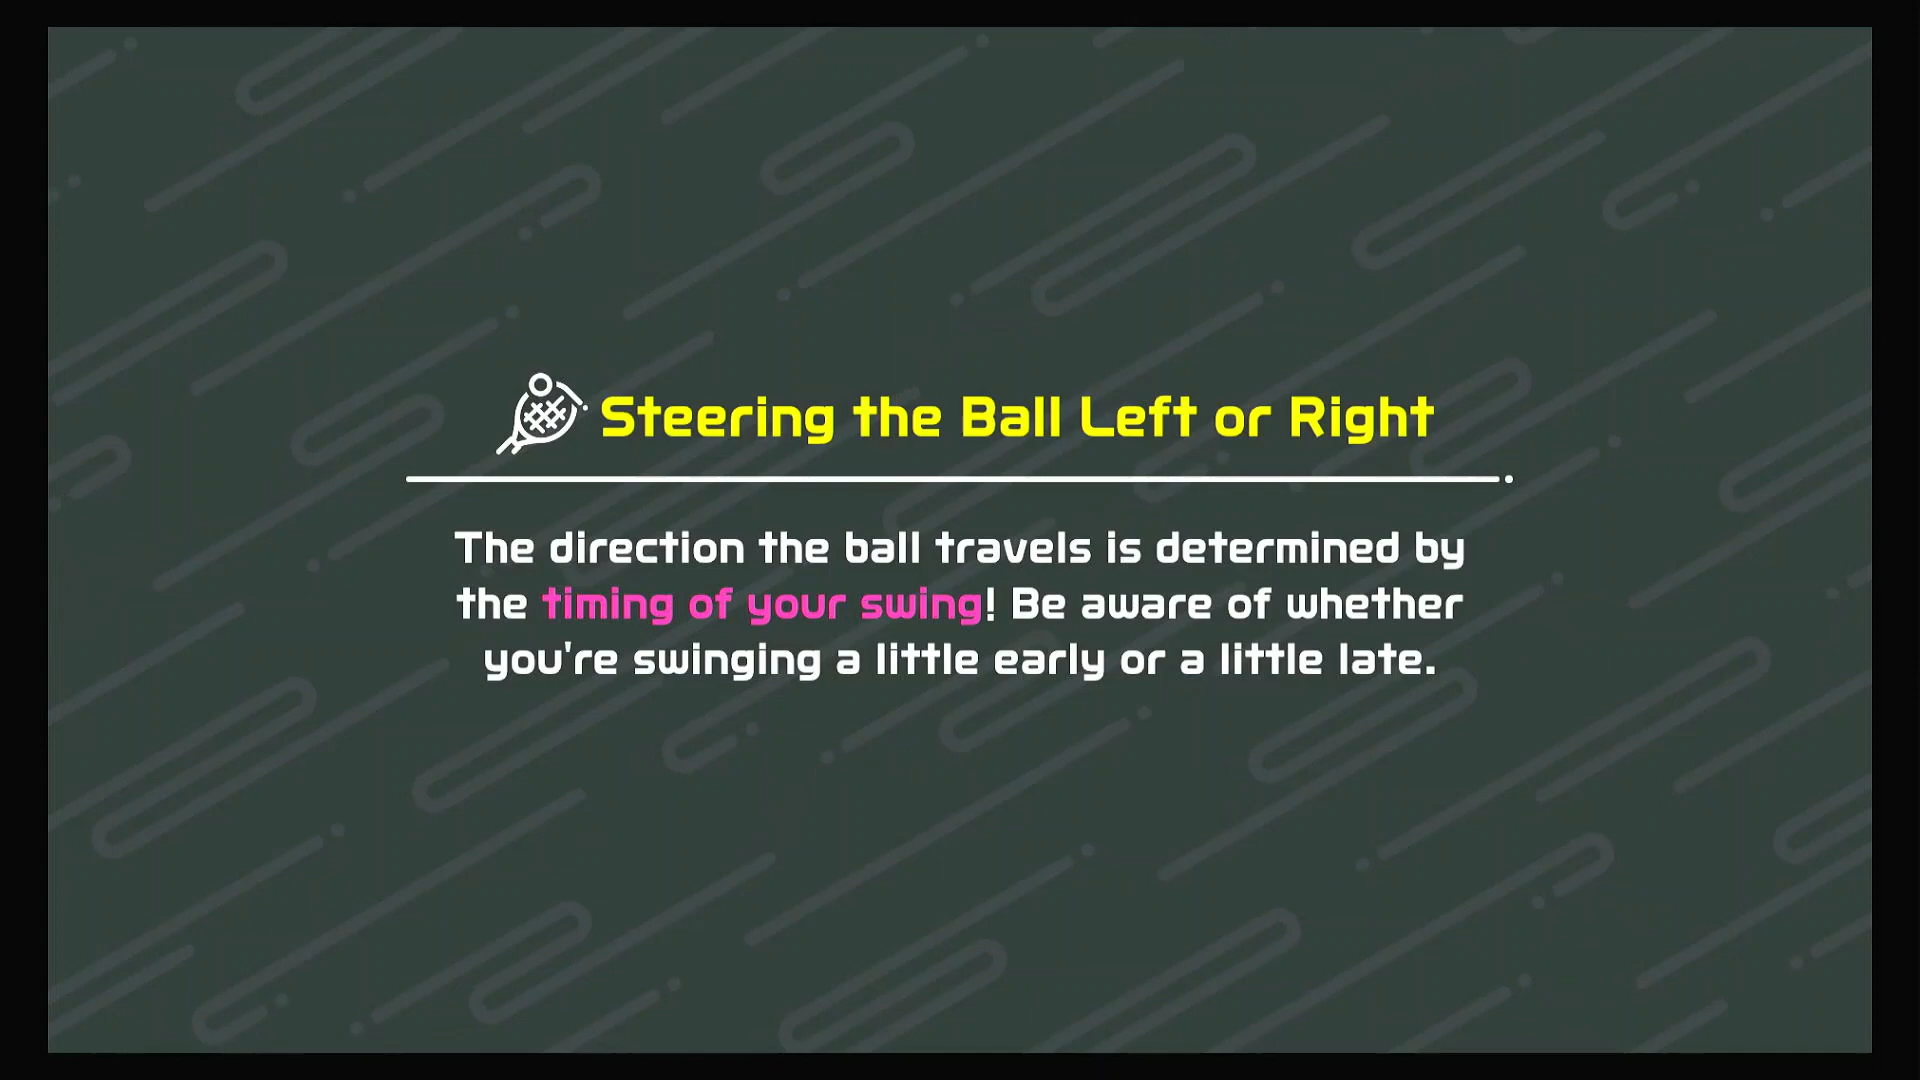 Steering the Ball Left or Right
The direction the ball travels is determined by
the timing of your swing! Be aware of whether
you're swinging a little early or a little late.